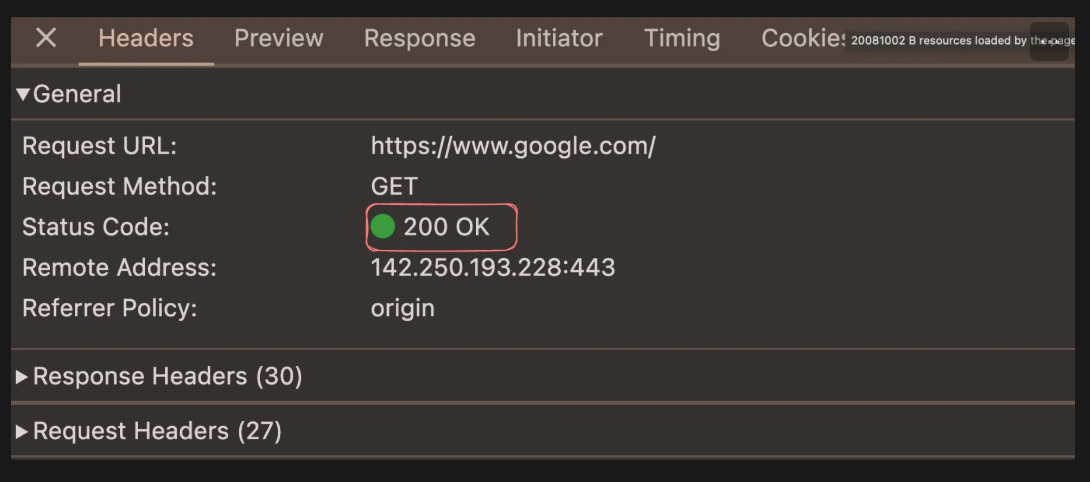 Headers Preview Response Initiator Timing Cookies 20081002 B resources loaded by the page
General
Request URL: https://www.google.com/
Request Method: GET
Status Code: 200 OK
Remote Address: 142.250.193.228:443
Referrer Policy: origin
Response Headers (30)
Request Headers (27)